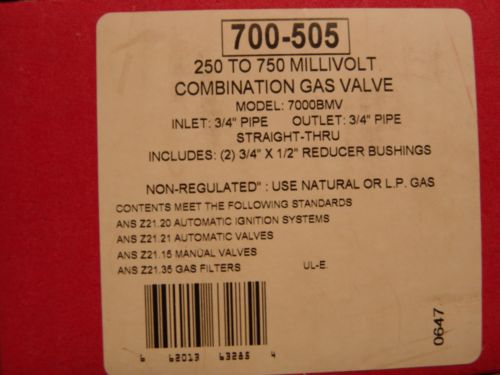 700-505
250 TO 750 MILLIVOLT
COMBINATION GAS VALVE
MODEL: 7000BMV
INLET: 3/4" PIPE OUTLET: 3/4" PIPE
STRAIGHT-THRU
INCLUDES: (2) 3/4" X 1/2" REDUCER BUSHINGS
NON-REGULATED" : USE NATURAL OR L.P. GAS
CONTENTS MEET THE FOLLOWING STANDARDS
ANS Z21.20 AUTOMATIC IGNITION SYSTEMS
ANS Z21.21 AUTOMATIC VALVES
ANS Z21.15 MANUAL VALVES
ANS Z21.35 GAS FILTERS UL-E.
6 62013 63285 4
0647